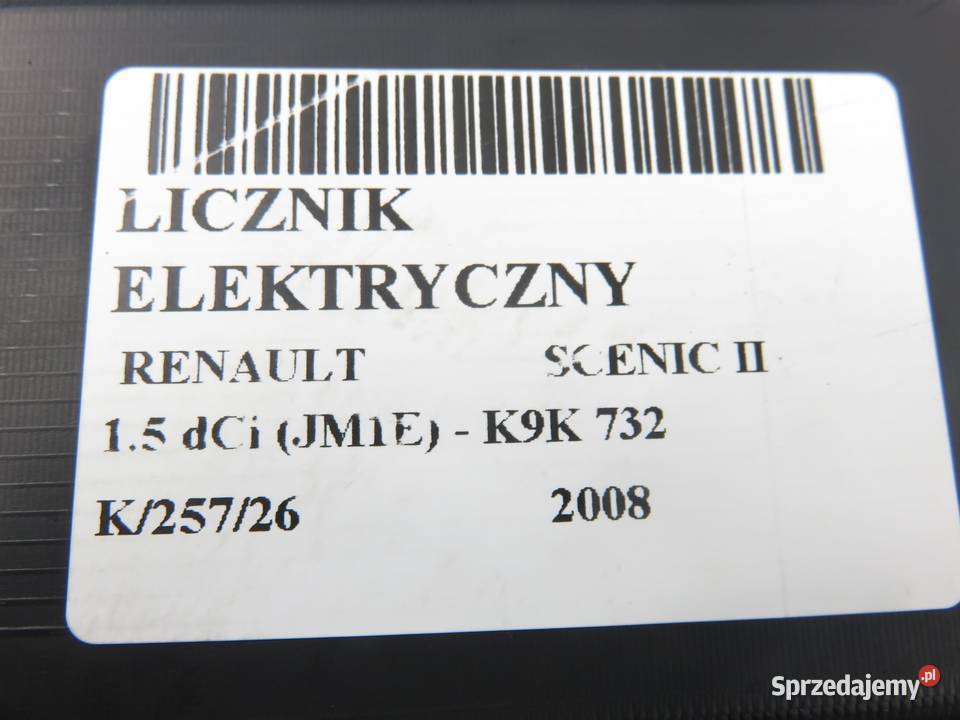 LICZNIK
ELEKTRYCZNY
RENAULT SCENIC II
1.5 dCi (JM1E) - K9K 732
K/257/26 2008
Sprzedajemy.pl